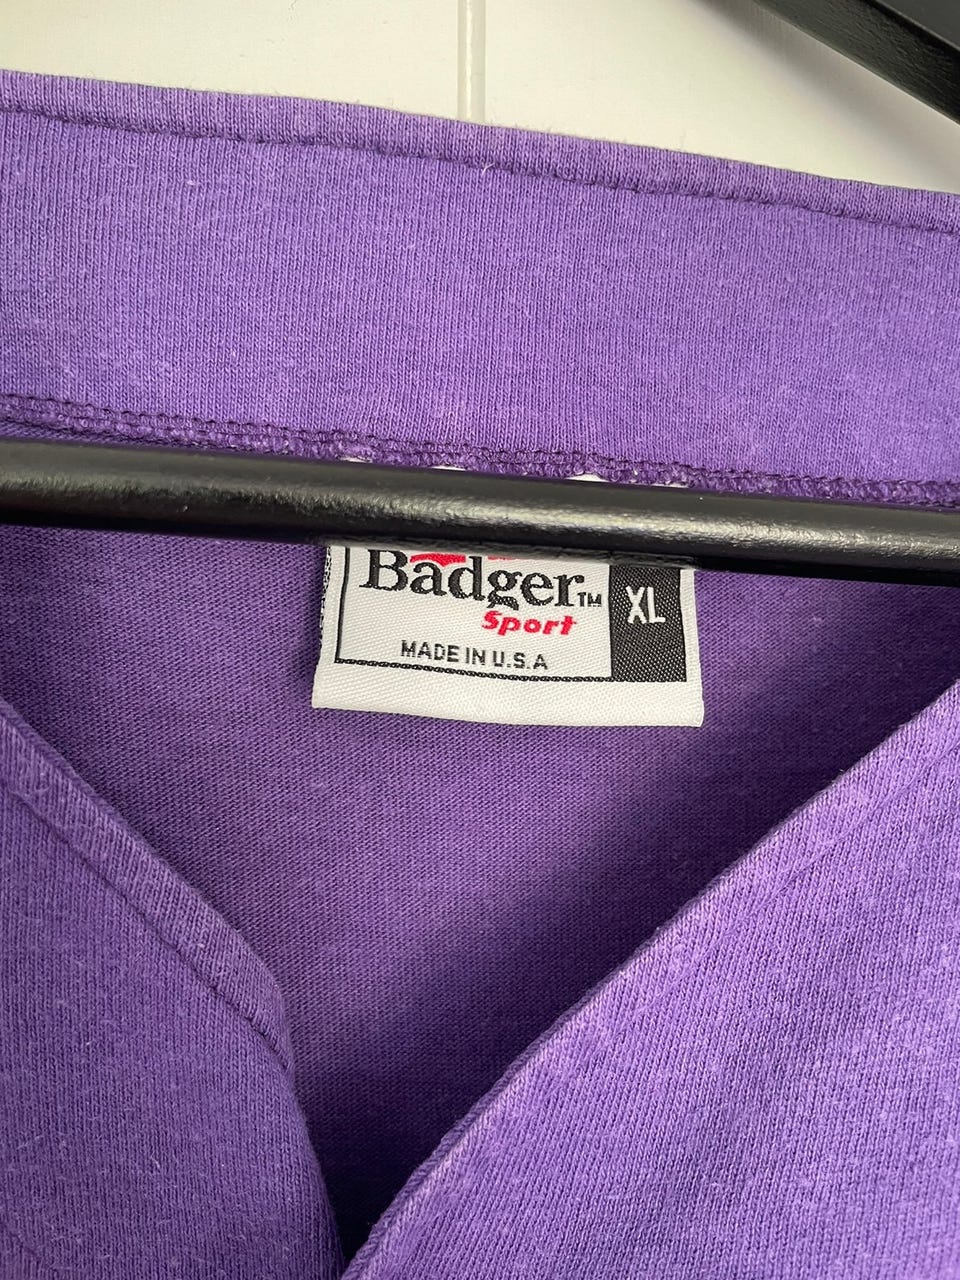 Badger™
Sport
MADE IN U.S.A
XL